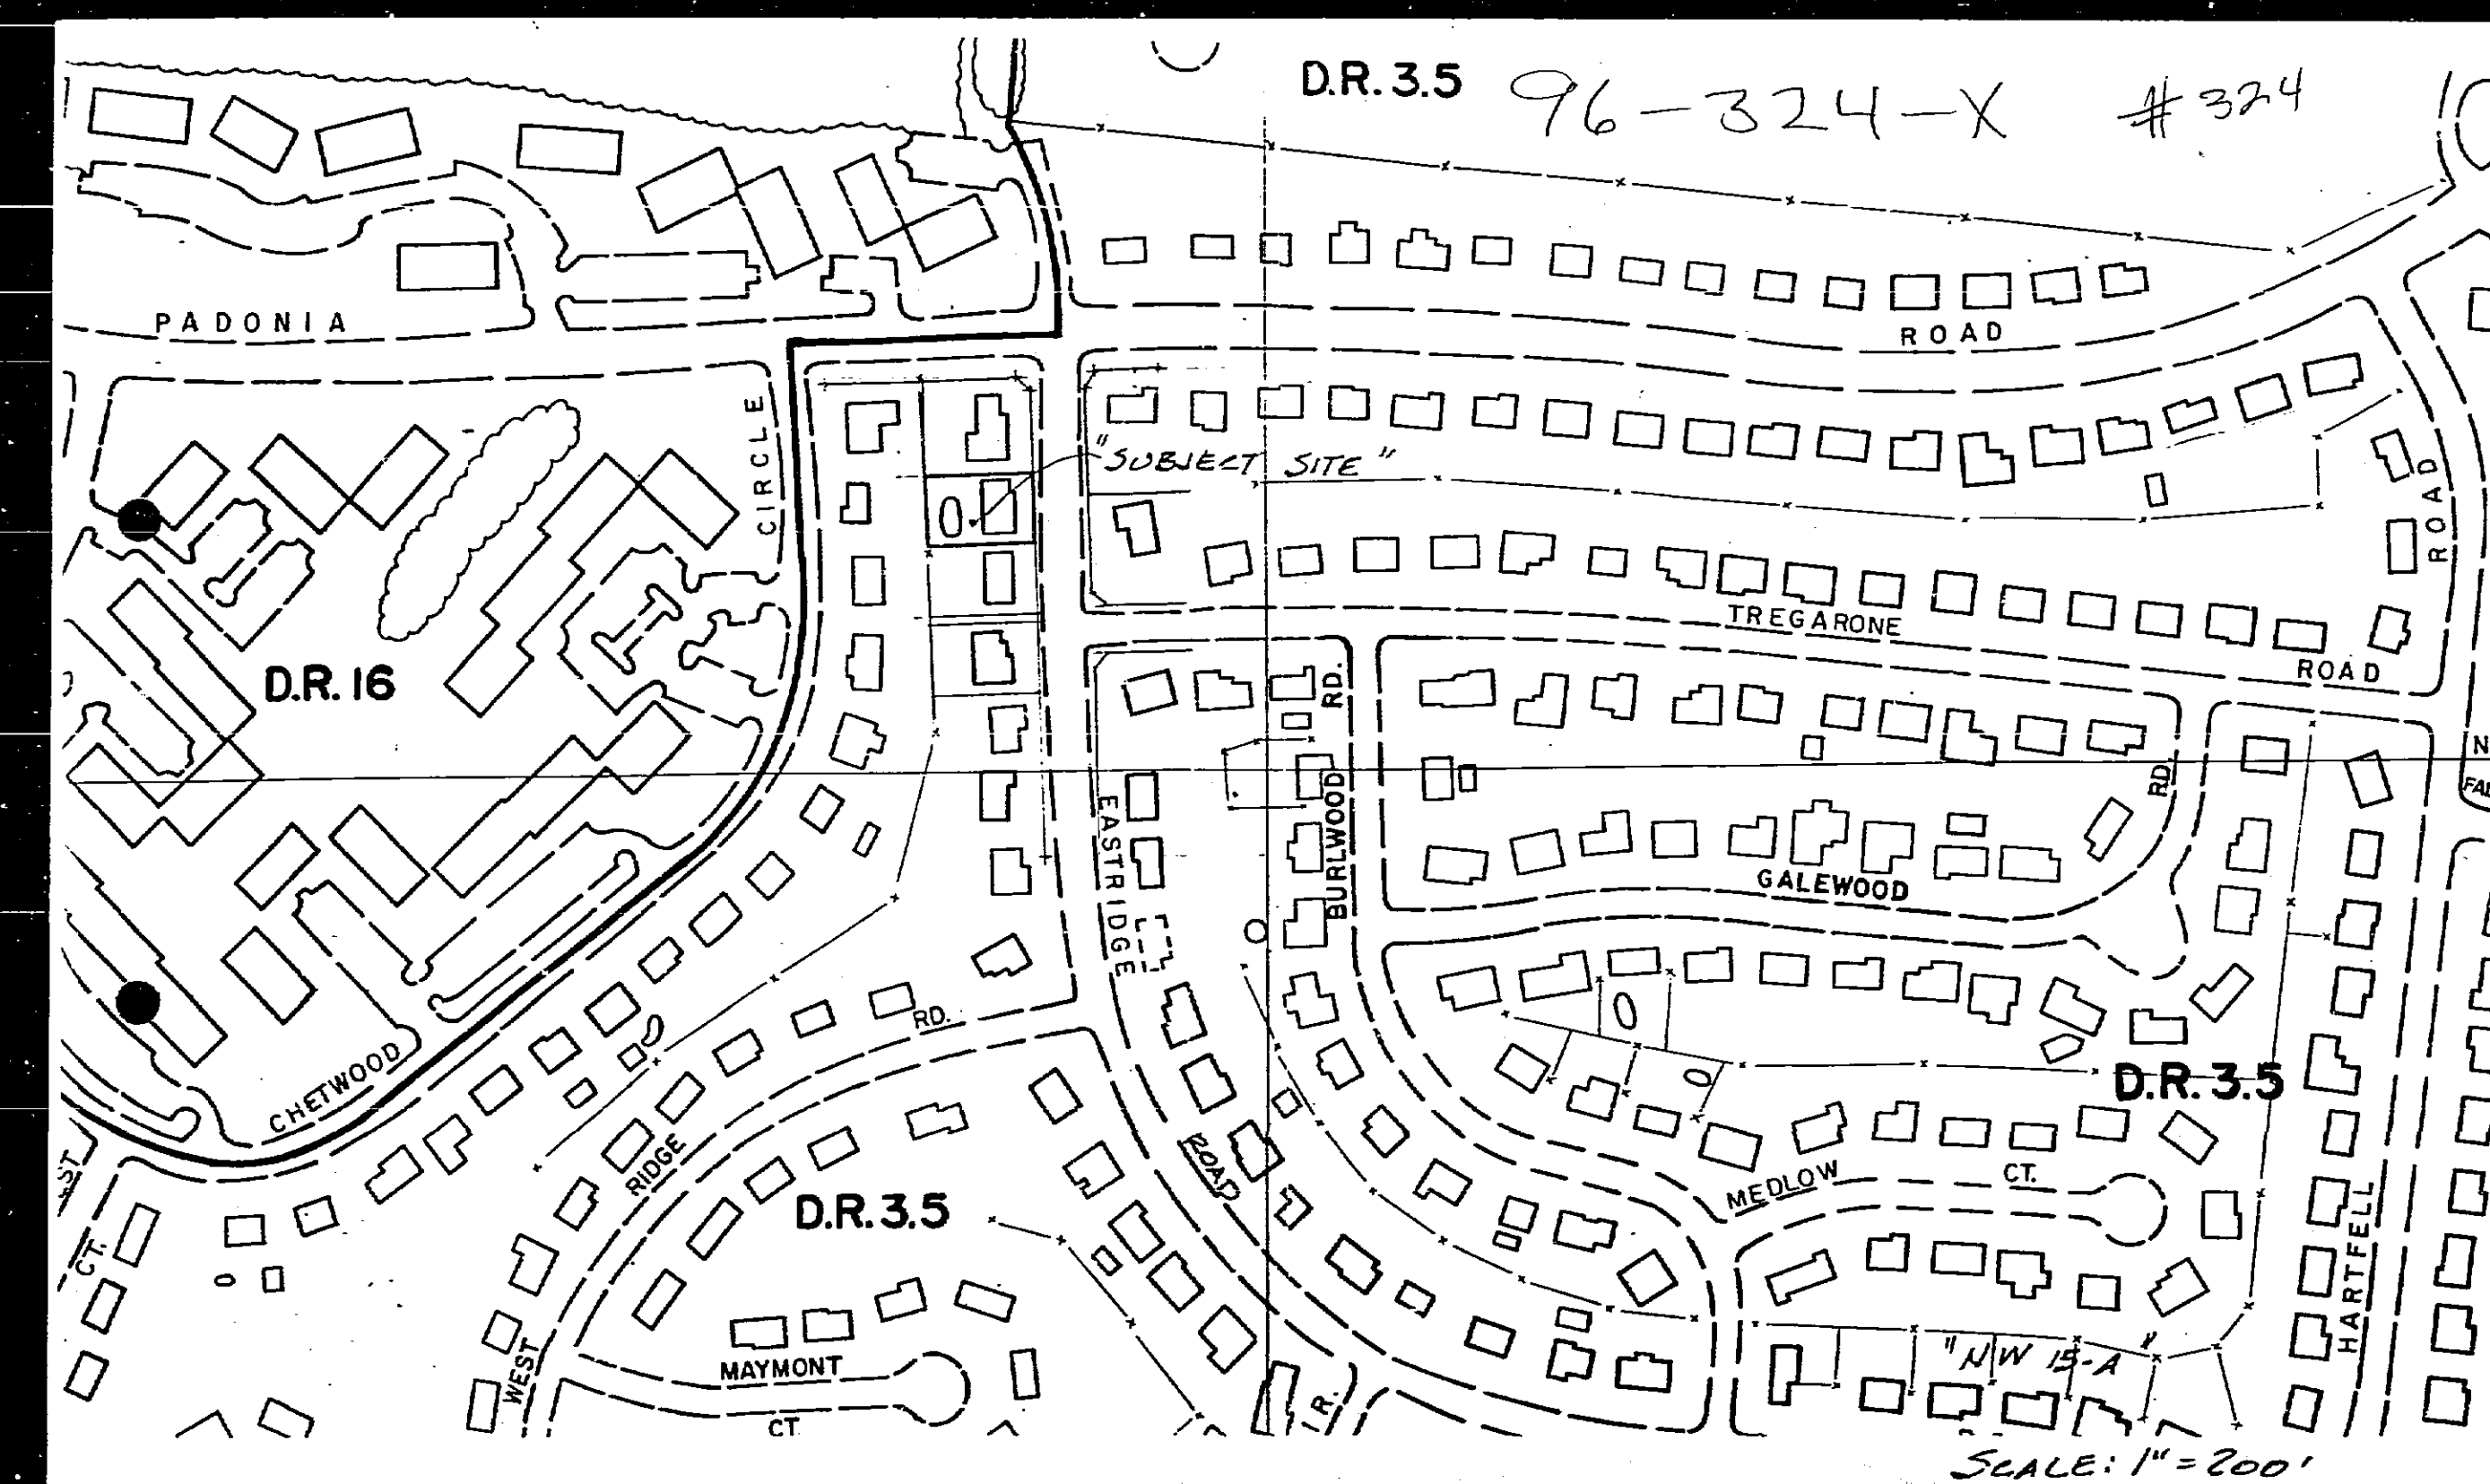 D.R. 3.5 96-324-X #324
PADONIA
ROAD
CIRCLE
"SUBJECT SITE"
ROAD
TREGARONE
ROAD
D.R. 16
RD.
RD.
N
FAL
EASTRIDGE
BURLWOOD
GALEWOOD
RD.
CHETWOOD
D.R. 3.5
RIDGE
ROAD
MEDLOW
CT.
D.R. 3.5
ST
CT.
HARTFELL
WEST
MAYMONT
CT.
"NW 15-A"
SCALE: 1"=200'